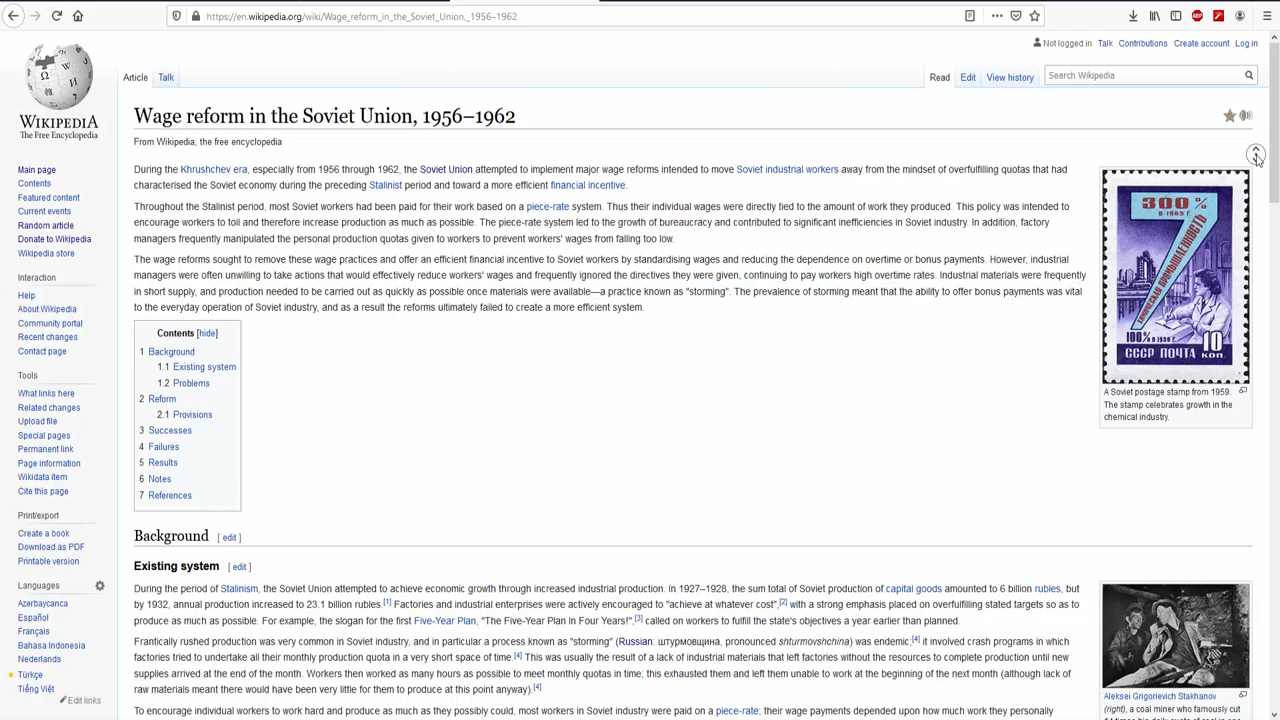 https://en.wikipedia.org/wiki/Wage_reform_in_the_Soviet_Union,_1956–1962
Not logged in Talk Contributions Create account Log in
Article Talk
Read Edit View history Search Wikipedia
WIKIPEDIA
The Free Encyclopedia
Main page
Contents
Featured content
Current events
Random article
Donate to Wikipedia
Wikipedia store
Interaction
Help
About Wikipedia
Community portal
Recent changes
Contact page
Tools
What links here
Related changes
Upload file
Special pages
Permanent link
Page information
Wikidata item
Cite this page
Print/export
Create a book
Download as PDF
Printable version
Languages
Azərbaycanca
Español
Français
Bahasa Indonesia
Nederlands
Türkçe
Tiếng Việt
Edit links
Wage reform in the Soviet Union, 1956–1962
From Wikipedia, the free encyclopedia
During the Khrushchev era, especially from 1956 through 1962, the Soviet Union attempted to implement major wage reforms intended to move Soviet industrial workers away from the mindset of overfulfilling quotas that had
characterised the Soviet economy during the preceding Stalinist period and toward a more efficient financial incentive.
Throughout the Stalinist period, most Soviet workers had been paid for their work based on a piece-rate system. Thus their individual wages were directly tied to the amount of work they produced. This policy was intended to
encourage workers to toil and therefore increase production as much as possible. The piece-rate system led to the growth of bureaucracy and contributed to significant inefficiencies in Soviet industry. In addition, factory
managers frequently manipulated the personal production quotas given to workers to prevent workers' wages from falling too low.
The wage reforms sought to remove these wage practices and offer an efficient financial incentive to Soviet workers by standardising wages and reducing the dependence on overtime or bonus payments. However, industrial
managers were often unwilling to take actions that would effectively reduce workers' wages and frequently ignored the directives they were given, continuing to pay workers high overtime rates. Industrial materials were frequently
in short supply, and production needed to be carried out as quickly as possible once materials were available—a practice known as "storming". The prevalence of storming meant that the ability to offer bonus payments was vital
to the everyday operation of Soviet industry, and as a result the reforms ultimately failed to create a more efficient system.
300 %
В 1965 Г.
ХИМИЧЕСКАЯ ПРОМЫШЛЕННОСТЬ
100% В 1958 Г.
10
СССР ПОЧТА КОП.
A Soviet postage stamp from 1959.
The stamp celebrates growth in the
chemical industry.
Contents [hide]
1 Background
1.1 Existing system
1.2 Problems
2 Reform
2.1 Provisions
3 Successes
4 Failures
5 Results
6 Notes
7 References
Background [ edit ]
Existing system [ edit ]
During the period of Stalinism, the Soviet Union attempted to achieve economic growth through increased industrial production. In 1927–1928, the sum total of Soviet production of capital goods amounted to 6 billion rubles, but
by 1932, annual production increased to 23.1 billion rubles.[1] Factories and industrial enterprises were actively encouraged to "achieve at whatever cost",[2] with a strong emphasis placed on overfulfilling stated targets so as to
produce as much as possible. For example, the slogan for the first Five-Year Plan, "The Five-Year Plan In Four Years!",[3] called on workers to fulfill the state's objectives a year earlier than planned.
Frantically rushed production was very common in Soviet industry, and in particular a process known as "storming" (Russian: штурмовщина, pronounced shturmovshchina) was endemic;[4] it involved crash programs in which
factories tried to undertake all their monthly production quota in a very short space of time.[4] This was usually the result of a lack of industrial materials that left factories without the resources to complete production until new
supplies arrived at the end of the month. Workers then worked as many hours as possible to meet monthly quotas in time; this exhausted them and left them unable to work at the beginning of the next month (although lack of
raw materials meant there would have been very little for them to produce at this point anyway).[4]
To encourage individual workers to work hard and produce as much as they possibly could, most workers in Soviet industry were paid on a piece-rate; their wage payments depended upon how much work they personally
Aleksei Grigorievich Stakhanov
(right), a coal miner who famously cut